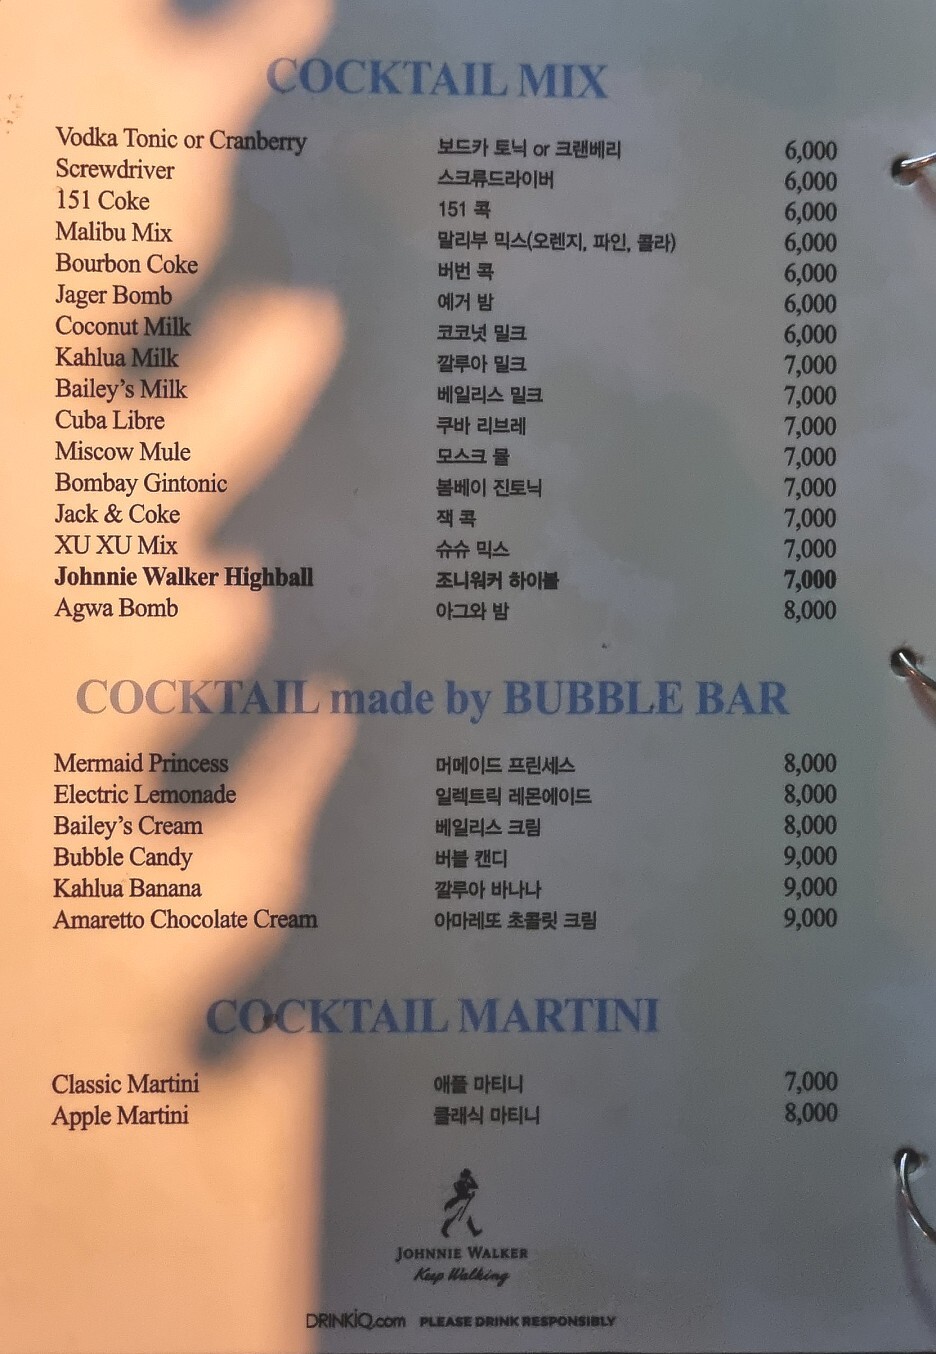 COCKTAIL MIX
Vodka Tonic or Cranberry 보드카 토닉 or 크랜베리 6,000
Screwdriver 스크류드라이버 6,000
151 Coke 151 콕 6,000
Malibu Mix 말리부 믹스(오렌지, 파인, 콜라) 6,000
Bourbon Coke 버번 콕 6,000
Jager Bomb 예거 밤 6,000
Coconut Milk 코코넛 밀크 6,000
Kahlua Milk 깔루아 밀크 7,000
Bailey's Milk 베일리스 밀크 7,000
Cuba Libre 쿠바 리브레 7,000
Miscow Mule 모스크 뮬 7,000
Bombay Gintonic 봄베이 진토닉 7,000
Jack & Coke 잭 콕 7,000
XU XU Mix 슈슈 믹스 7,000
Johnnie Walker Highball 조니워커 하이볼 7,000
Agwa Bomb 아그와 밤 8,000
COCKTAIL made by BUBBLE BAR
Mermaid Princess 머메이드 프린세스 8,000
Electric Lemonade 일렉트릭 레몬에이드 8,000
Bailey's Cream 베일리스 크림 8,000
Bubble Candy 버블 캔디 9,000
Kahlua Banana 깔루아 바나나 9,000
Amaretto Chocolate Cream 아마레또 초콜릿 크림 9,000
COCKTAIL MARTINI
Classic Martini 애플 마티니 7,000
Apple Martini 클래식 마티니 8,000
JOHNNIE WALKER
Keep Walking
DRINKiQ.com PLEASE DRINK RESPONSIBLY